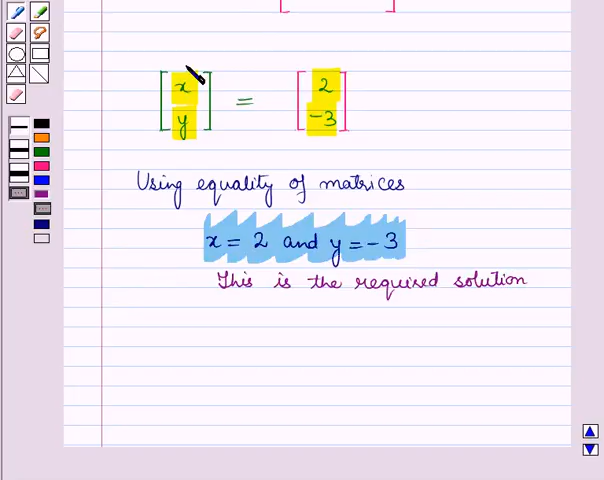 [x] = [2]
[y] [-3]
Using equality of matrices
x = 2 and y = -3
This is the required solution